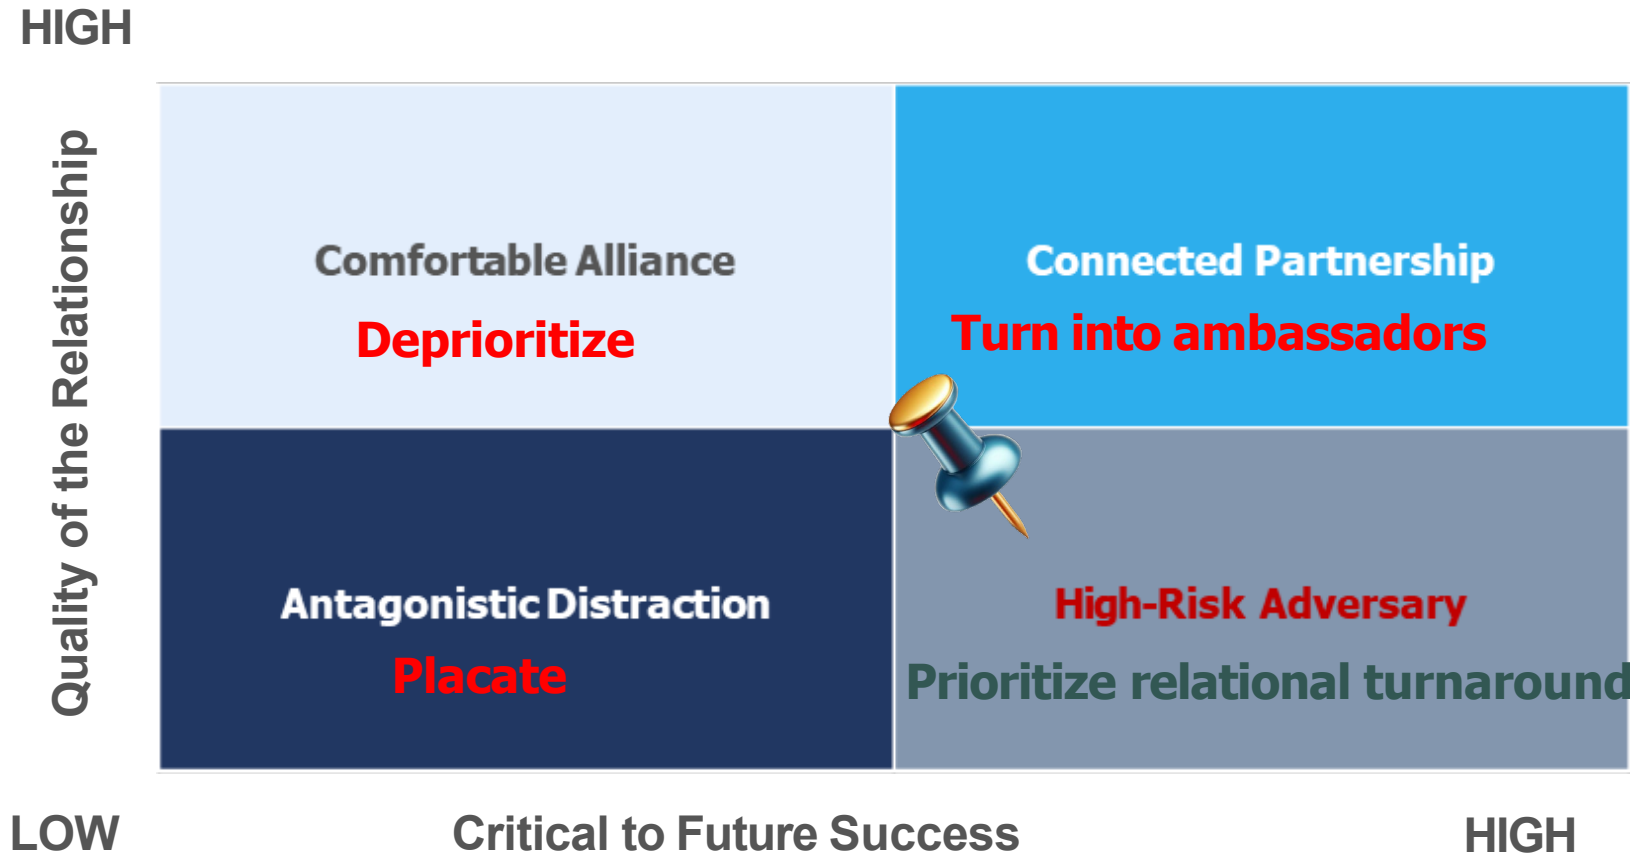 HIGH
Quality of the Relationship
Comfortable Alliance
Deprioritize
Connected Partnership
Turn into ambassadors
Antagonistic Distraction
Placate
High-Risk Adversary
Prioritize relational turnaround
LOW
Critical to Future Success
HIGH